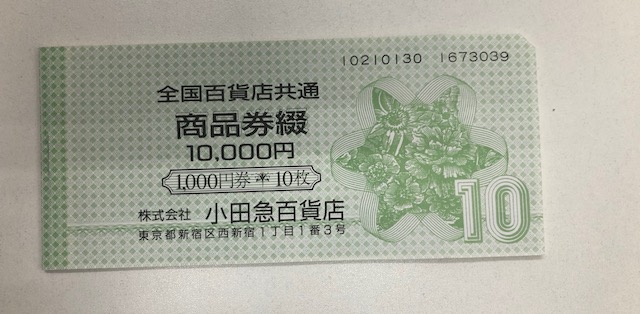 10210130 1673039
全国百貨店共通
商品券綴
10,000円
1,000円券＊10枚
株式会社 小田急百貨店
東京都新宿区西新宿1丁目1番3号
10